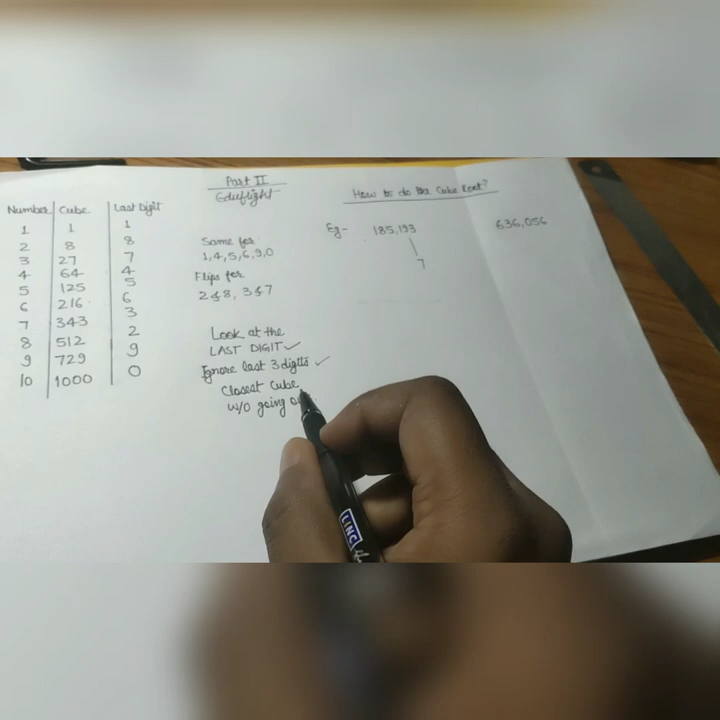 Part II
Eduflight
How to do the Cube Root?
Number Cube Last Digit
1 1 1
2 8 8
3 27 7
4 64 4
5 125 5
6 216 6
7 343 3
8 512 2
9 729 9
10 1000 0
Same for
1,4,5,6,9,0
Flips for
2 & 8, 3 & 7
Look at the
LAST DIGIT ✓
Ignore last 3 digits ✓
Closest Cube
w/o going
Eg- 185,193
7
636,056
LINC